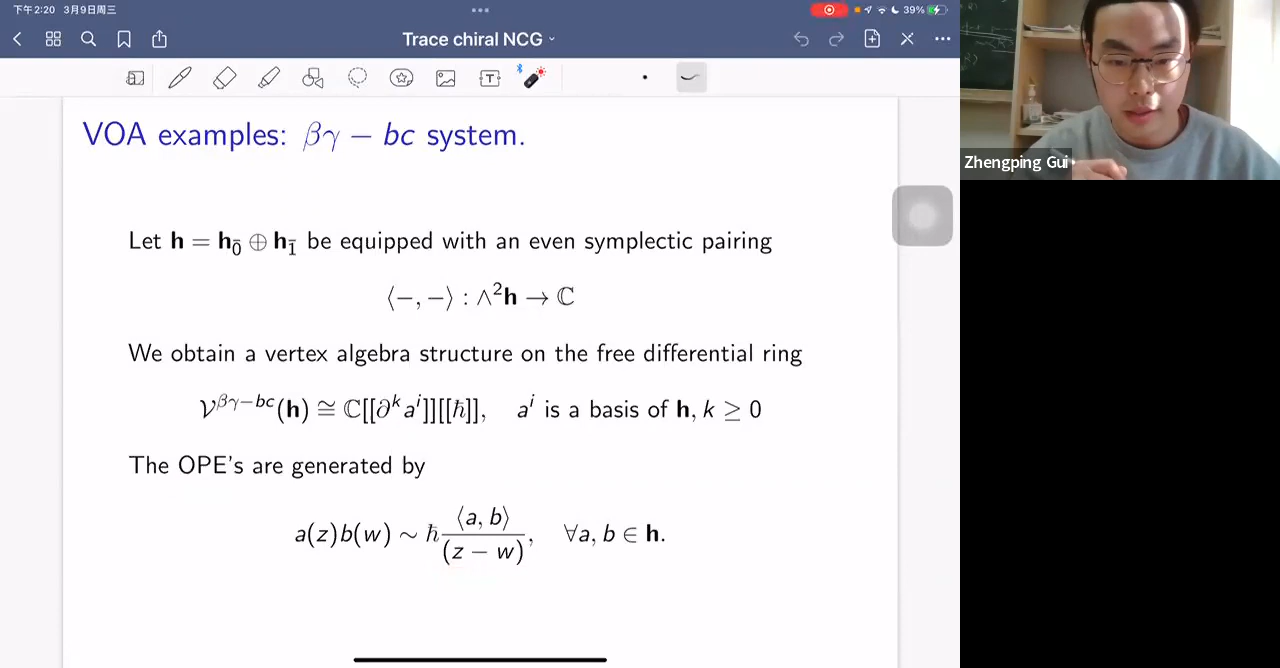 下午2:20 3月9日周三
39%
Trace chiral NCG
VOA examples: βγ − bc system.
Let h = h_0̄ ⊕ h_1̄ be equipped with an even symplectic pairing
⟨−, −⟩ : ∧²h → ℂ
We obtain a vertex algebra structure on the free differential ring
𝒱^{βγ−bc}(h) ≅ ℂ[[∂^k a^i]][[ħ]], a^i is a basis of h, k ≥ 0
The OPE's are generated by
a(z)b(w) ∼ ħ ⟨a, b⟩/(z − w), ∀a, b ∈ h.
Zhengping Gui